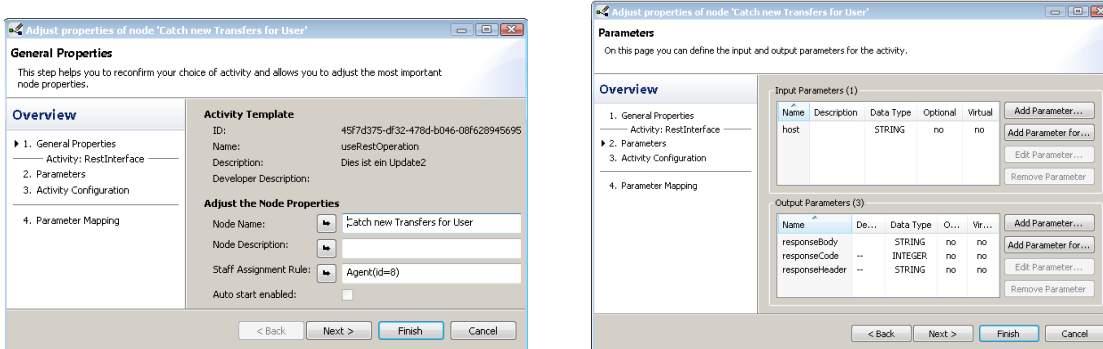 Adjust properties of node 'Catch new Transfers for User'
General Properties
This step helps you to reconfirm your choice of activity and allows you to adjust the most important
node properties.
Overview
1. General Properties
Activity: RestInterface
2. Parameters
3. Activity Configuration
4. Parameter Mapping
Activity Template
ID: 45f7d375-df32-478d-b046-08f628945695
Name: useRestOperation
Description: Dies ist ein Update2
Developer Description:
Adjust the Node Properties
Node Name: Catch new Transfers for User
Node Description:
Staff Assignment Rule: Agent(id=8)
Auto start enabled:
< Back Next > Finish Cancel
Adjust properties of node 'Catch new Transfers for User'
Parameters
On this page you can define the input and output parameters for the activity.
Overview
1. General Properties
Activity: RestInterface
2. Parameters
3. Activity Configuration
4. Parameter Mapping
Input Parameters (1)
Name Description Data Type Optional Virtual
host STRING no no
Add Parameter...
Add Parameter for...
Edit Parameter...
Remove Parameter
Output Parameters (3)
Name De... Data Type O... Vir...
responseBody STRING no no
responseCode -- INTEGER no no
responseHeader -- STRING no no
Add Parameter...
Add Parameter for...
Edit Parameter...
Remove Parameter
< Back Next > Finish Cancel